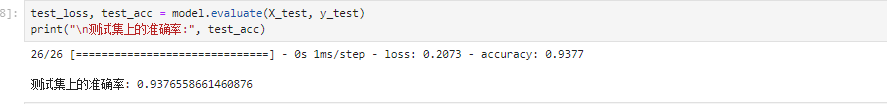 8]: test_loss, test_acc = model.evaluate(X_test, y_test)
print("\n测试集上的准确率:", test_acc)
26/26 [==============================] - 0s 1ms/step - loss: 0.2073 - accuracy: 0.9377
测试集上的准确率: 0.9376558661460876